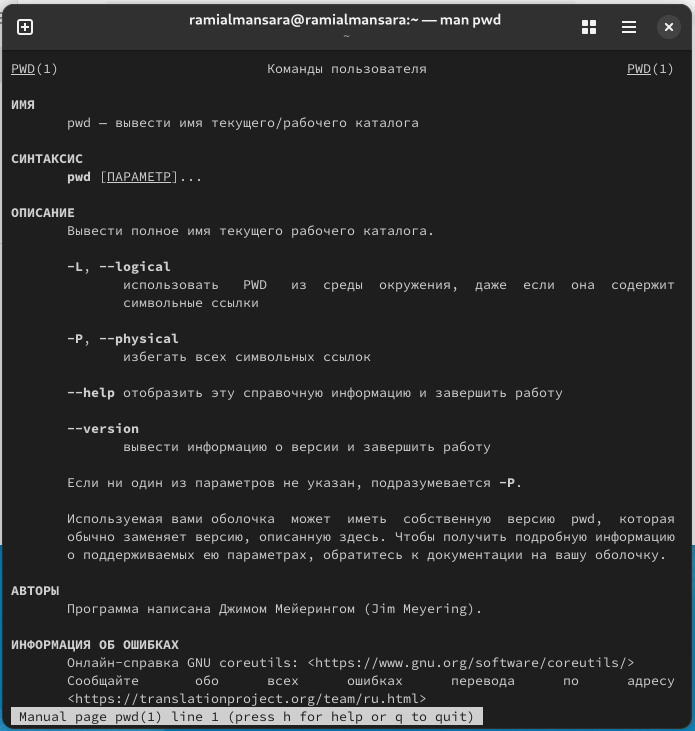 ramialmansara@ramialmansara:~ — man pwd
~
PWD(1) Команды пользователя PWD(1)
ИМЯ
pwd — вывести имя текущего/рабочего каталога
СИНТАКСИС
pwd [ПАРАМЕТР]...
ОПИСАНИЕ
Вывести полное имя текущего рабочего каталога.
-L, --logical
использовать PWD из среды окружения, даже если она содержит
символьные ссылки
-P, --physical
избегать всех символьных ссылок
--help отобразить эту справочную информацию и завершить работу
--version
вывести информацию о версии и завершить работу
Если ни один из параметров не указан, подразумевается -P.
Используемая вами оболочка может иметь собственную версию pwd, которая
обычно заменяет версию, описанную здесь. Чтобы получить подробную информацию
о поддерживаемых ею параметрах, обратитесь к документации на вашу оболочку.
АВТОРЫ
Программа написана Джимом Мейерингом (Jim Meyering).
ИНФОРМАЦИЯ ОБ ОШИБКАХ
Онлайн-справка GNU coreutils: <https://www.gnu.org/software/coreutils/>
Сообщайте обо всех ошибках перевода по адресу
<https://translationproject.org/team/ru.html>
Manual page pwd(1) line 1 (press h for help or q to quit)